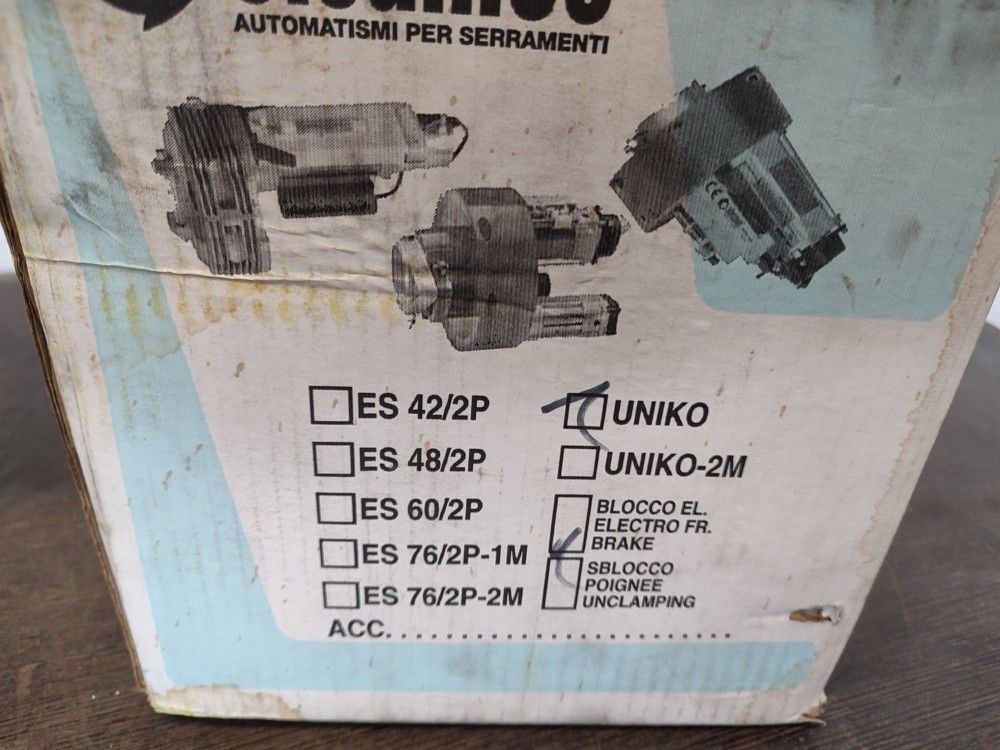 AUTOMATISMI PER SERRAMENTI
ES 42/2P
ES 48/2P
ES 60/2P
ES 76/2P-1M
ES 76/2P-2M
UNIKO
UNIKO-2M
BLOCCO EL.
ELECTRO FR.
BRAKE
SBLOCCO
POIGNEE
UNCLAMPING
ACC. . . . . . . . . . . . . . . . . . . . . . . . . . . . .